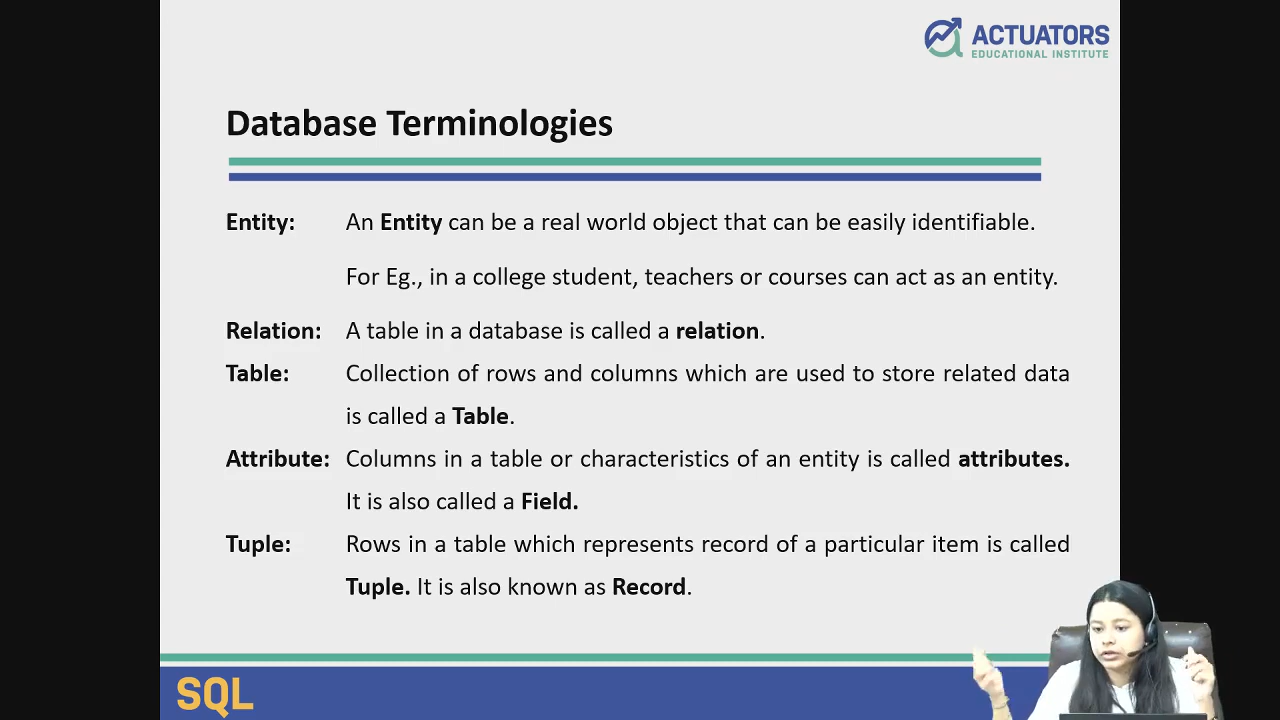 ACTUATORS
EDUCATIONAL INSTITUTE
Database Terminologies
Entity: An Entity can be a real world object that can be easily identifiable.
For Eg., in a college student, teachers or courses can act as an entity.
Relation: A table in a database is called a relation.
Table: Collection of rows and columns which are used to store related data
is called a Table.
Attribute: Columns in a table or characteristics of an entity is called attributes.
It is also called a Field.
Tuple: Rows in a table which represents record of a particular item is called
Tuple. It is also known as Record.
SQL